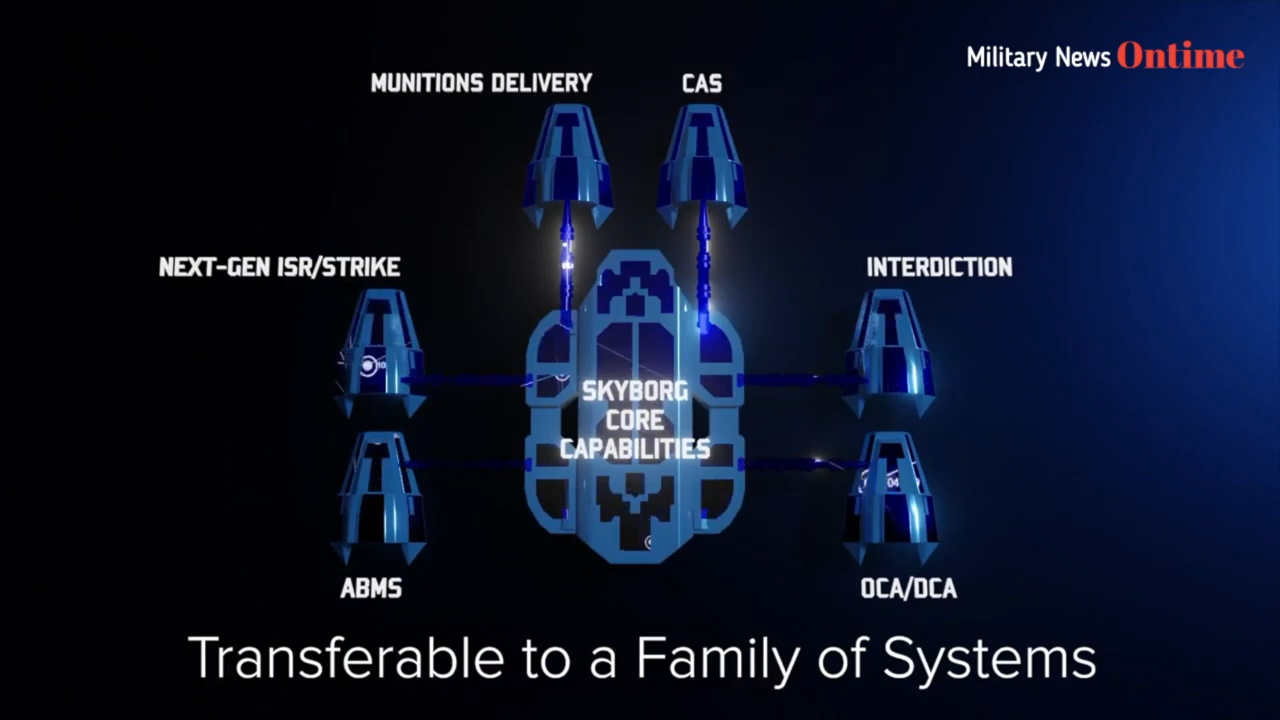 Military News Ontime
MUNITIONS DELIVERY
CAS
NEXT-GEN ISR/STRIKE
INTERDICTION
SKYBORG
CORE
CAPABILITIES
ABMS
OCA/DCA
Transferable to a Family of Systems